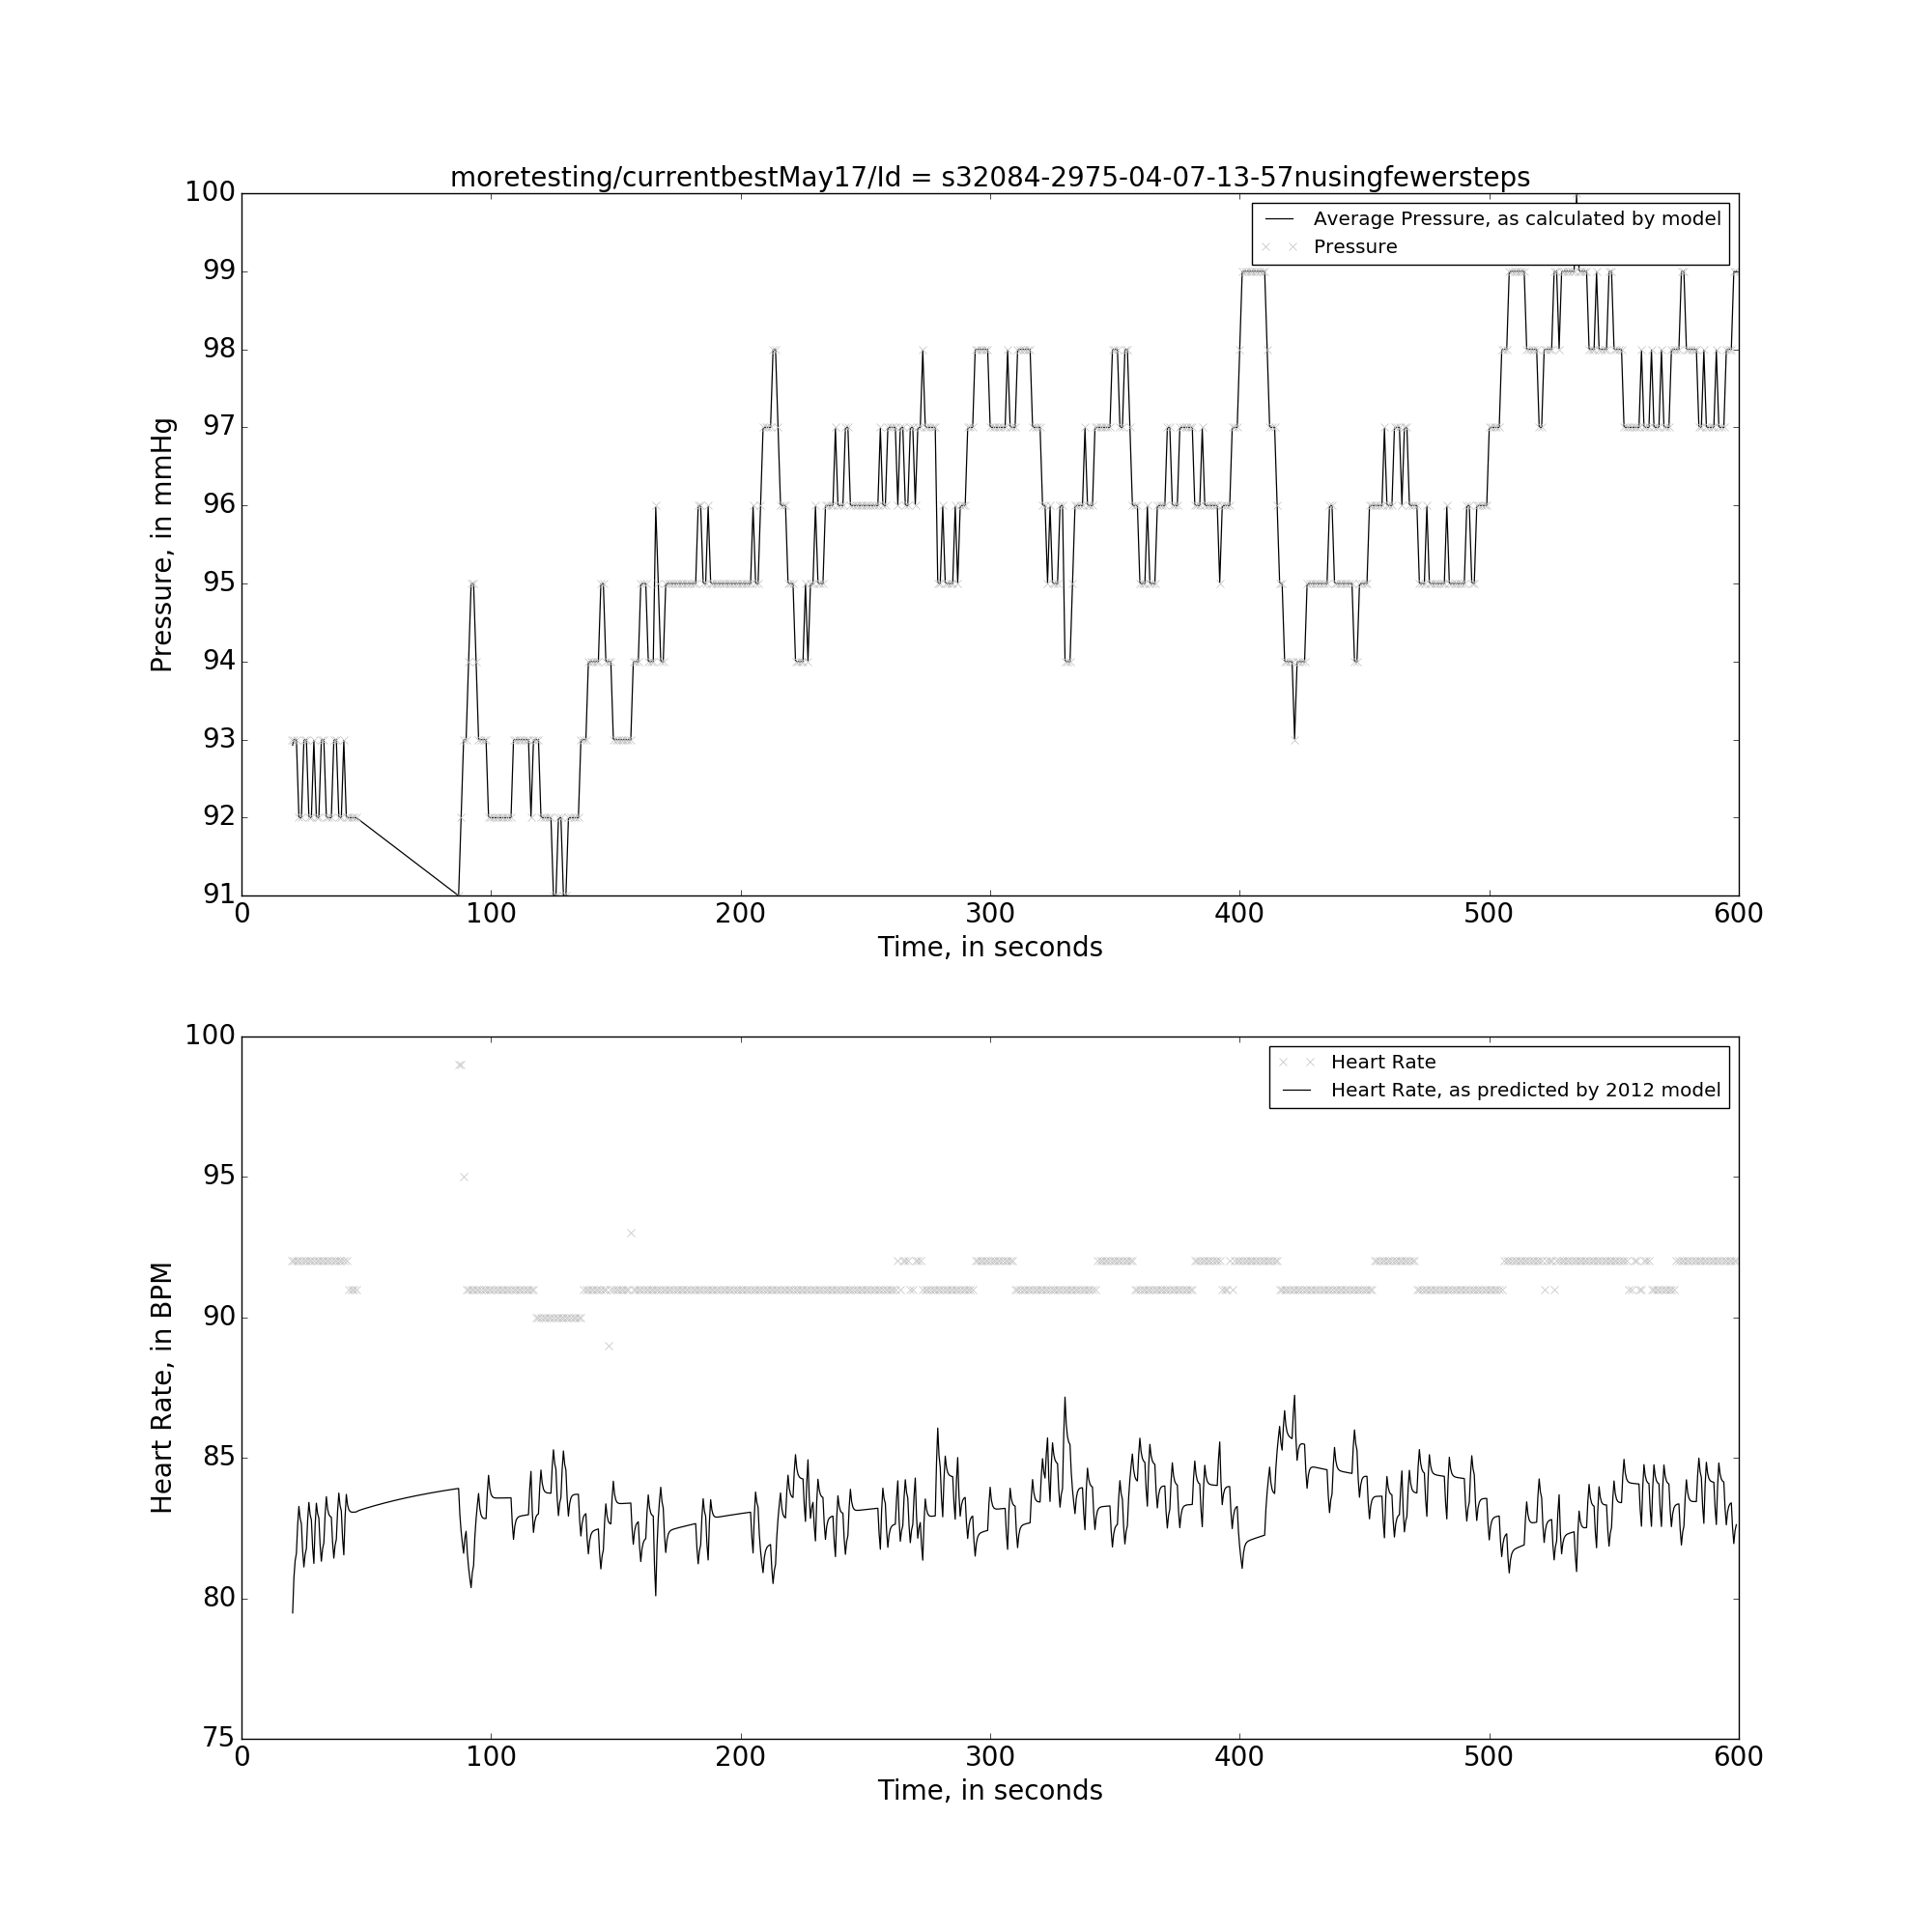 moretesting/currentbestMay17/Id = s32084-2975-04-07-13-57nusingfewersteps
100
99
98
97
96
95
94
93
92
91
Pressure, in mmHg
Average Pressure, as calculated by model
Pressure
0 100 200 300 400 500 600
Time, in seconds
100
95
90
85
80
75
Heart Rate, in BPM
Heart Rate
Heart Rate, as predicted by 2012 model
0 100 200 300 400 500 600
Time, in seconds